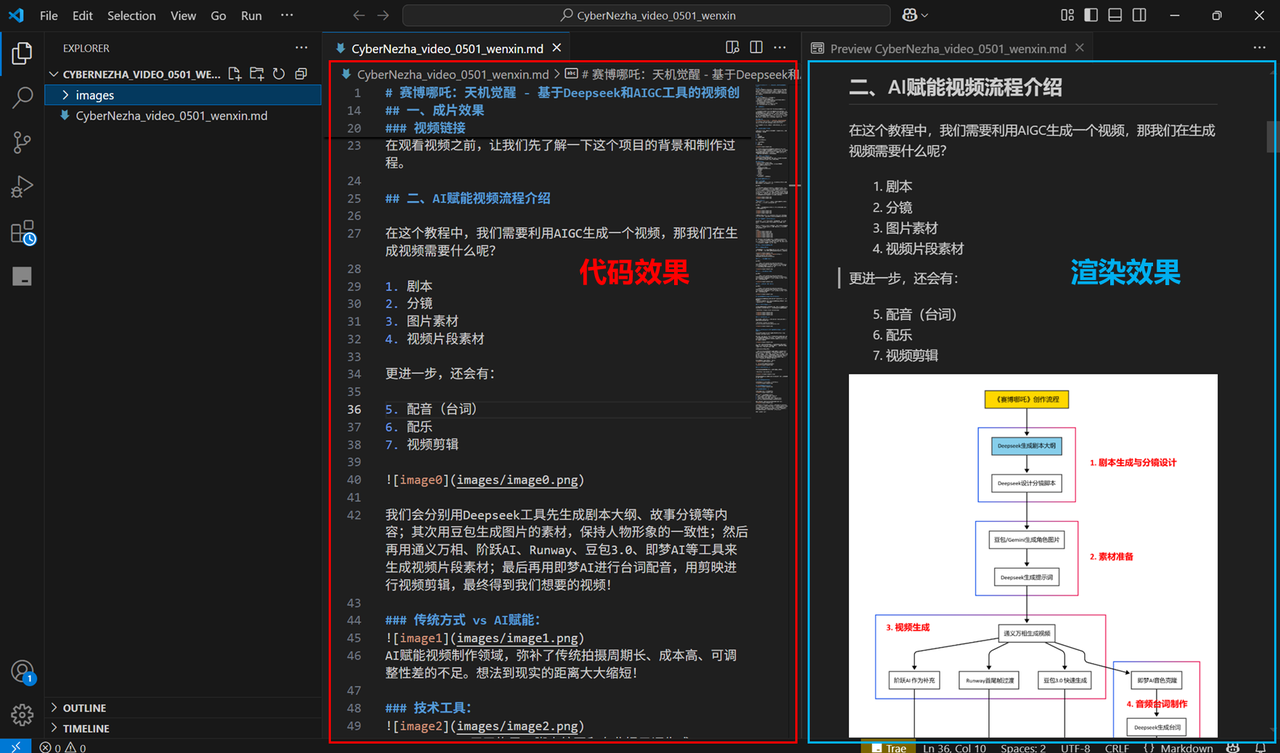 File Edit Selection View Go Run ···
CyberNezha_video_0501_wenxin
EXPLORER
CYBERNEZHA_VIDEO_0501_WE...
images
CyberNezha_video_0501_wenxin.md
OUTLINE
TIMELINE
CyberNezha_video_0501_wenxin.md
CyberNezha_video_0501_wenxin.md > # 赛博哪吒：天机觉醒 - 基于Deepseek和
1 # 赛博哪吒：天机觉醒 - 基于Deepseek和AIGC工具的视频创
14 ## 一、成片效果
20 ### 视频链接
23 在观看视频之前，让我们先了解一下这个项目的背景和制作过
程。
24
25 ## 二、AI赋能视频流程介绍
26
27 在这个教程中，我们需要利用AIGC生成一个视频，那我们在生
成视频需要什么呢？
28
29 1. 剧本
30 2. 分镜
31 3. 图片素材
32 4. 视频片段素材
33
34 更进一步，还会有：
35
36 5. 配音（台词）
37 6. 配乐
38 7. 视频剪辑
39
40 ![image0](images/image0.png)
41
42 我们会分别用Deepseek工具先生成剧本大纲、故事分镜等内
容；其次用豆包生成图片的素材，保持人物形象的一致性；然后
再用通义万相、阶跃AI、Runway、豆包3.0、即梦AI等工具来
生成视频片段素材；最后再用即梦AI进行台词配音，用剪映进
行视频剪辑，最终得到我们想要的视频！
43
44 ### 传统方式 vs AI赋能：
45 ![image1](images/image1.png)
46 AI赋能视频制作领域，弥补了传统拍摄周期长、成本高、可调
整性差的不足。想法到现实的距离大大缩短！
47
48 ### 技术工具：
49 ![image2](images/image2.png)
代码效果
Preview CyberNezha_video_0501_wenxin.md
二、AI赋能视频流程介绍
在这个教程中，我们需要利用AIGC生成一个视频，那我们在生成
视频需要什么呢？
1. 剧本
2. 分镜
3. 图片素材
4. 视频片段素材
更进一步，还会有：
5. 配音（台词）
6. 配乐
7. 视频剪辑
渲染效果
《赛博哪吒》创作流程
Deepseek生成剧本大纲
1. 剧本生成与分镜设计
Deepseek设计分镜脚本
豆包/Gemini生成角色图片
2. 素材准备
Deepseek生成提示词
3. 视频生成
通义万相生成视频
阶跃AI作为补充
Runway首尾帧过渡
豆包3.0 快速生成
即梦AI音色克隆
4. 音频台词制作
Deepseek生成台词
1
0 0
Trae Ln 36, Col 10 Spaces: 2 UTF-8 CRLF {} Markdown